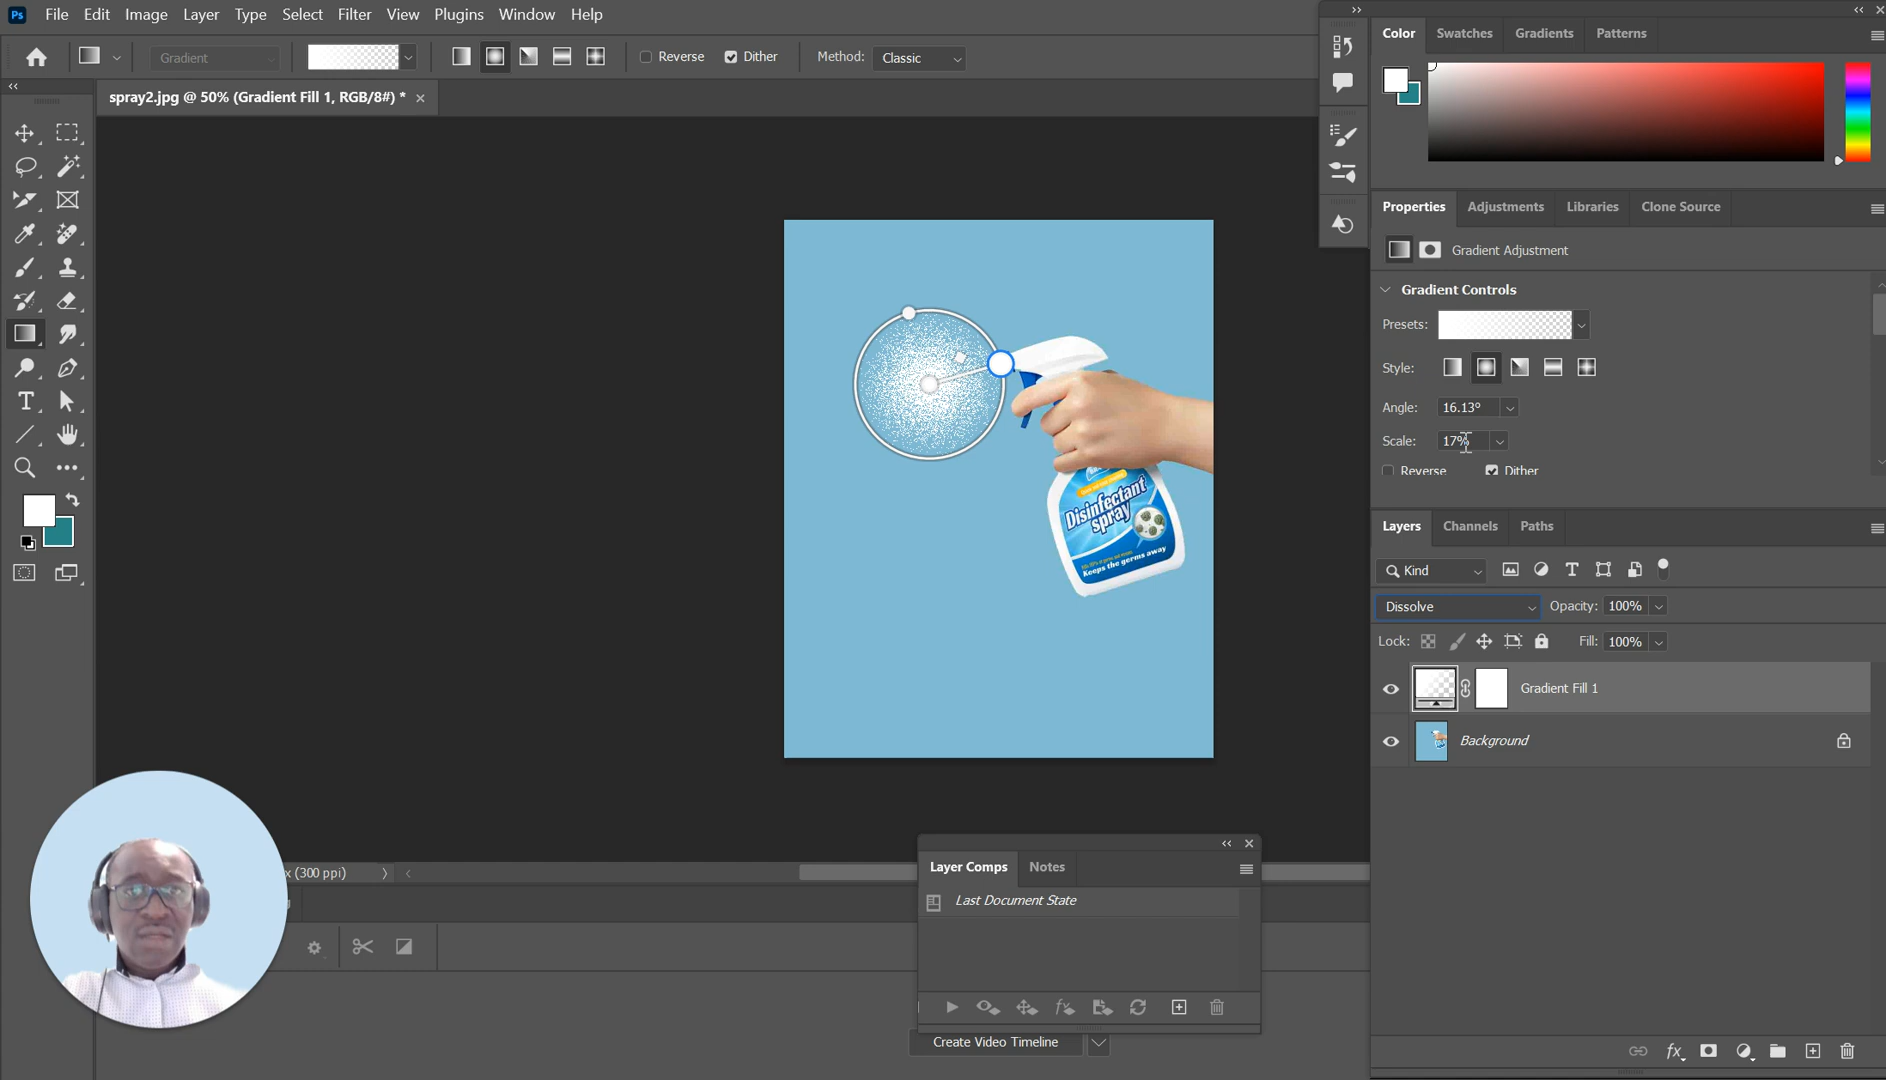 Ps File Edit Image Layer Type Select Filter View Plugins Window Help
Gradient Reverse Dither Method: Classic
spray2.jpg @ 50% (Gradient Fill 1, RGB/8#) *
Color Swatches Gradients Patterns
Properties Adjustments Libraries Clone Source
Gradient Adjustment
Gradient Controls
Presets:
Style:
Angle: 16.13°
Scale: 17%
Reverse Dither
Disinfectant
spray
Keeps the germs away
Layers Channels Paths
Kind
Dissolve Opacity: 100%
Lock: Fill: 100%
Gradient Fill 1
Background
x (300 ppi)
Layer Comps Notes
Last Document State
Create Video Timeline